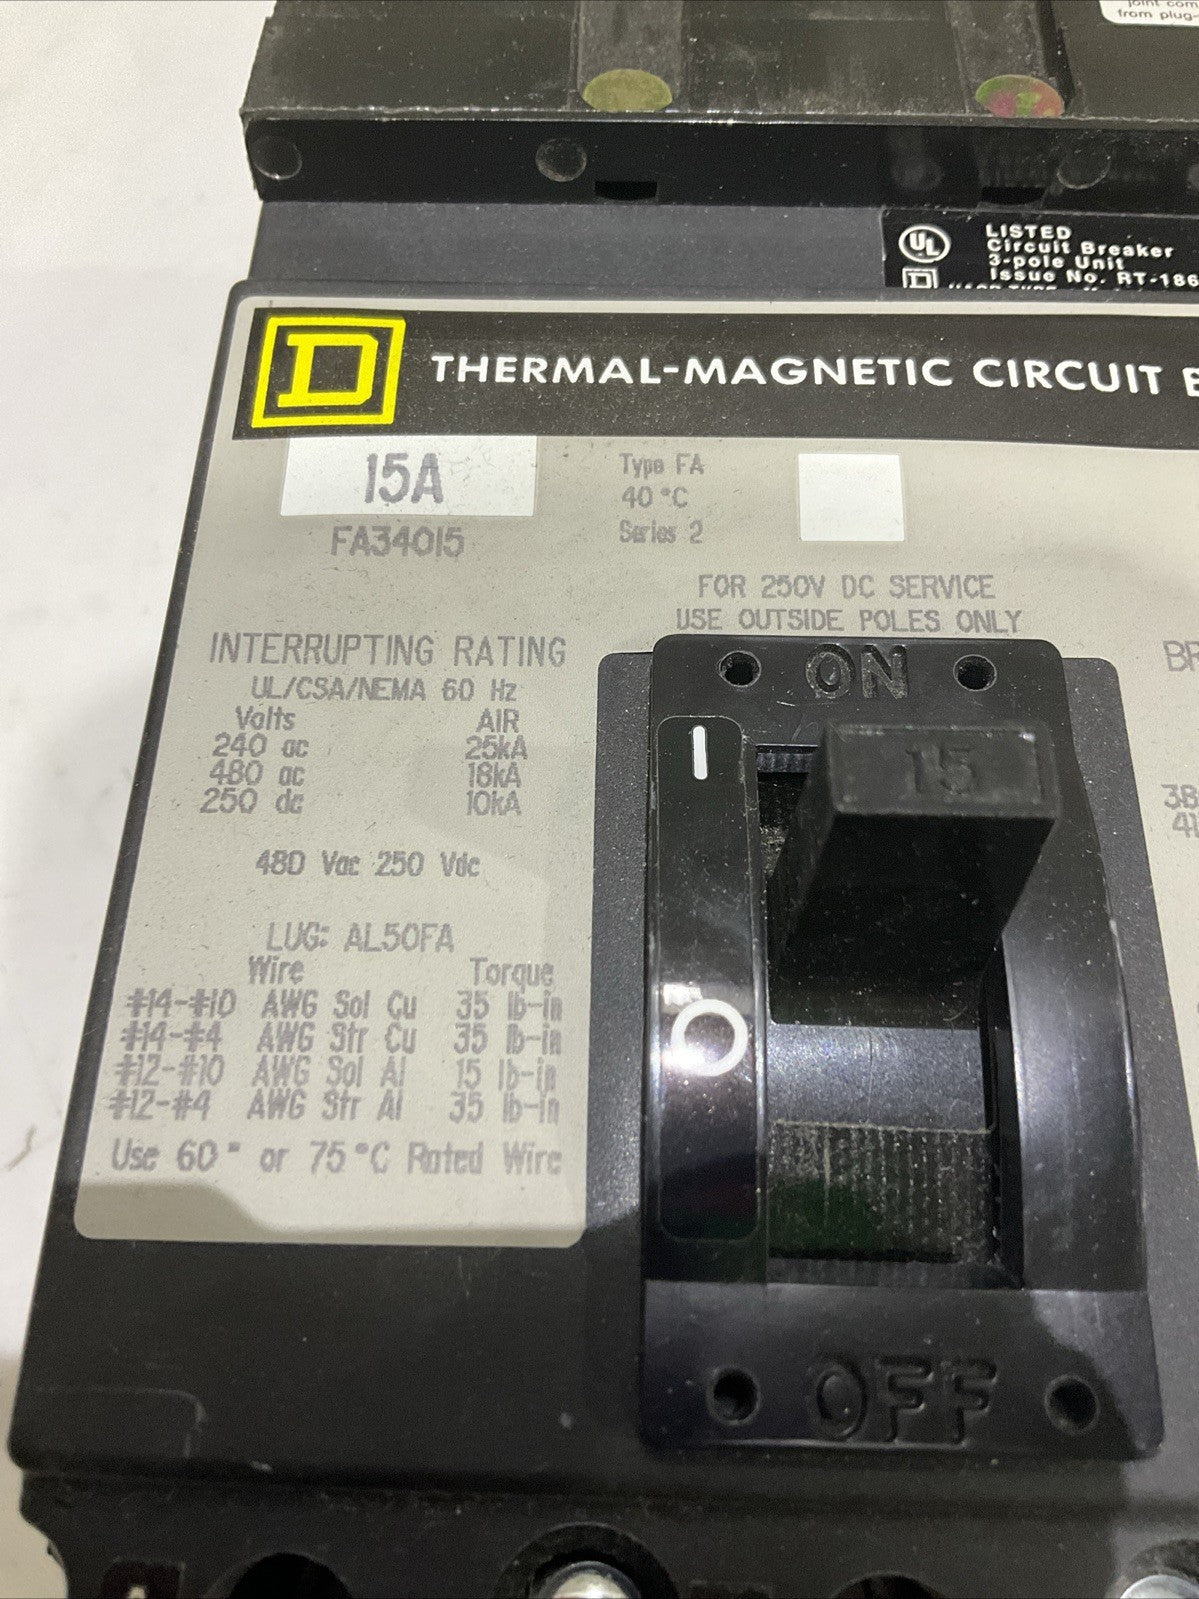 joint com
from plug-
UL
LISTED
Circuit Breaker
3-pole Unit
Issue No. RT-186
D THERMAL-MAGNETIC CIRCUIT
15A
FA34015
Type FA
40°C
Series 2
FOR 250V DC SERVICE
USE OUTSIDE POLES ONLY
INTERRUPTING RATING
UL/CSA/NEMA 60 Hz
Volts AIR
240 ac 25kA
480 ac 18kA
250 dc 10kA
480 Vac 250 Vdc
LUG: AL50FA
Wire Torque
#14-#10 AWG Sol Cu 35 lb-in
#14-#4 AWG Str Cu 35 lb-in
#12-#10 AWG Sol Al 15 lb-in
#12-#4 AWG Str Al 35 lb-in
Use 60° or 75°C Rated Wire
ON
15
OFF